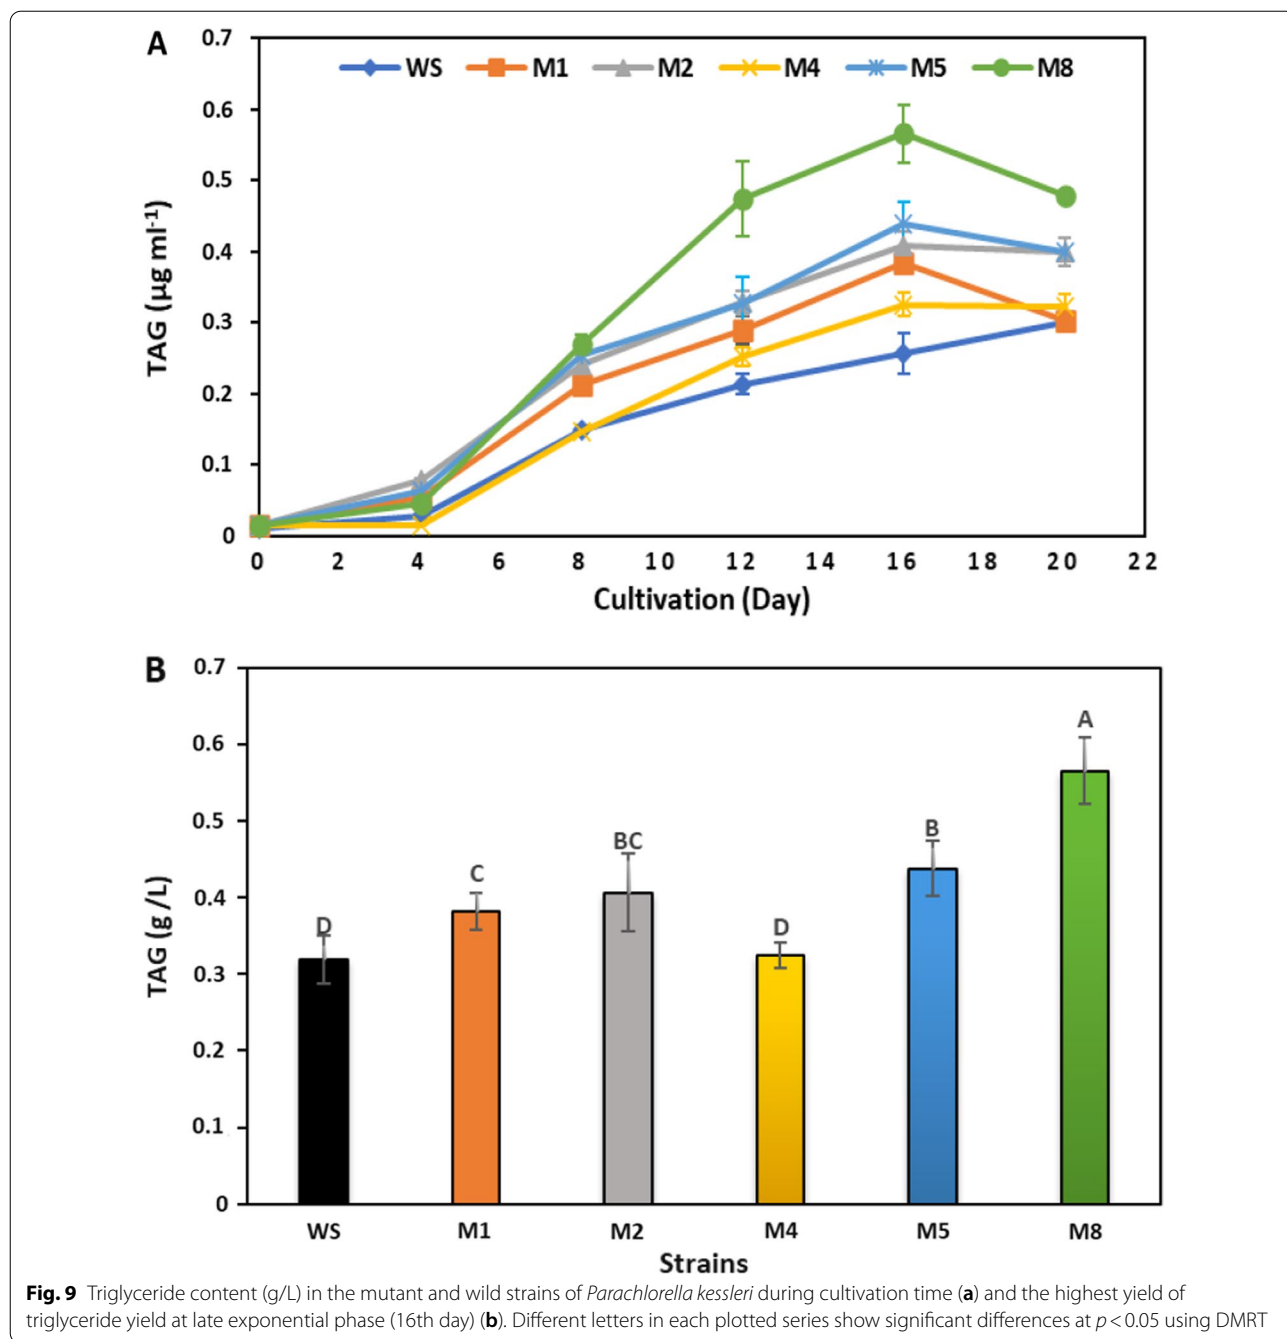 A
0.7
WS M1 M2 M4 M5 M8
0.6
0.5
0.4
0.3
0.2
0.1
0
TAG (µg ml-1)
0 2 4 6 8 10 12 14 16 18 20 22
Cultivation (Day)
B
0.7
0.6
0.5
0.4
0.3
0.2
0.1
0
TAG (g /L)
D C BC D B A
WS M1 M2 M4 M5 M8
Strains
Fig. 9 Triglyceride content (g/L) in the mutant and wild strains of Parachlorella kessleri during cultivation time (a) and the highest yield of
triglyceride yield at late exponential phase (16th day) (b). Different letters in each plotted series show significant differences at p < 0.05 using DMRT